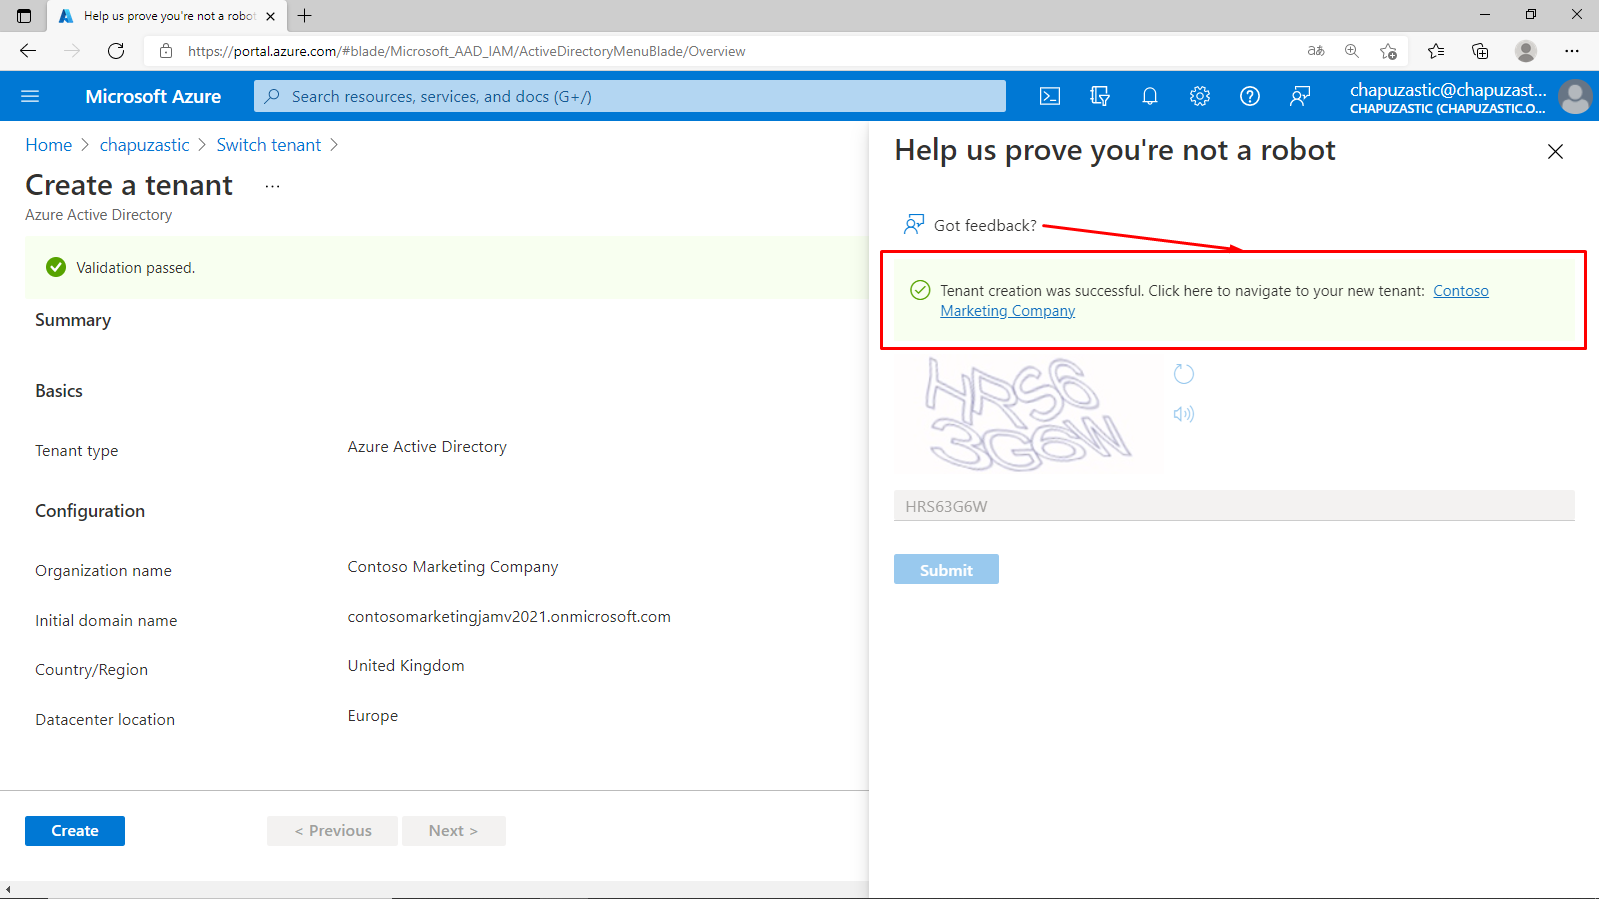 Help us prove you're not a robot
https://portal.azure.com/#blade/Microsoft_AAD_IAM/ActiveDirectoryMenuBlade/Overview
aあ
Microsoft Azure
Search resources, services, and docs (G+/)
chapuzastic@chapuzast...
CHAPUZASTIC (CHAPUZASTIC.O...
Home > chapuzastic > Switch tenant >
Create a tenant ...
Azure Active Directory
Validation passed.
Summary
Basics
Tenant type Azure Active Directory
Configuration
Organization name Contoso Marketing Company
Initial domain name contosomarketingjamv2021.onmicrosoft.com
Country/Region United Kingdom
Datacenter location Europe
Create
< Previous
Next >
Help us prove you're not a robot
Got feedback?
Tenant creation was successful. Click here to navigate to your new tenant: Contoso
Marketing Company
HRS6
3G6W
HRS63G6W
Submit